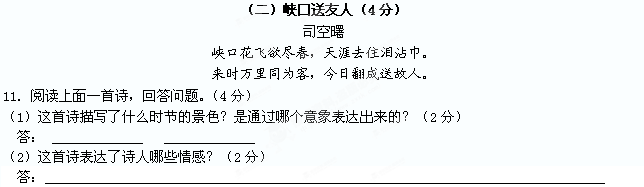 （二）峡口送友人（4分）
司空曙
峡口花飞欲尽春，天涯去住泪沾巾。
来时万里同为客，今日翻成送故人。
11．阅读上面一首诗，回答问题。（4分）
（1）这首诗描写了什么时节的景色？是通过哪个意象表达出来的？（2分）
答：
（2）这首诗表达了诗人哪些情感？（2分）
答：